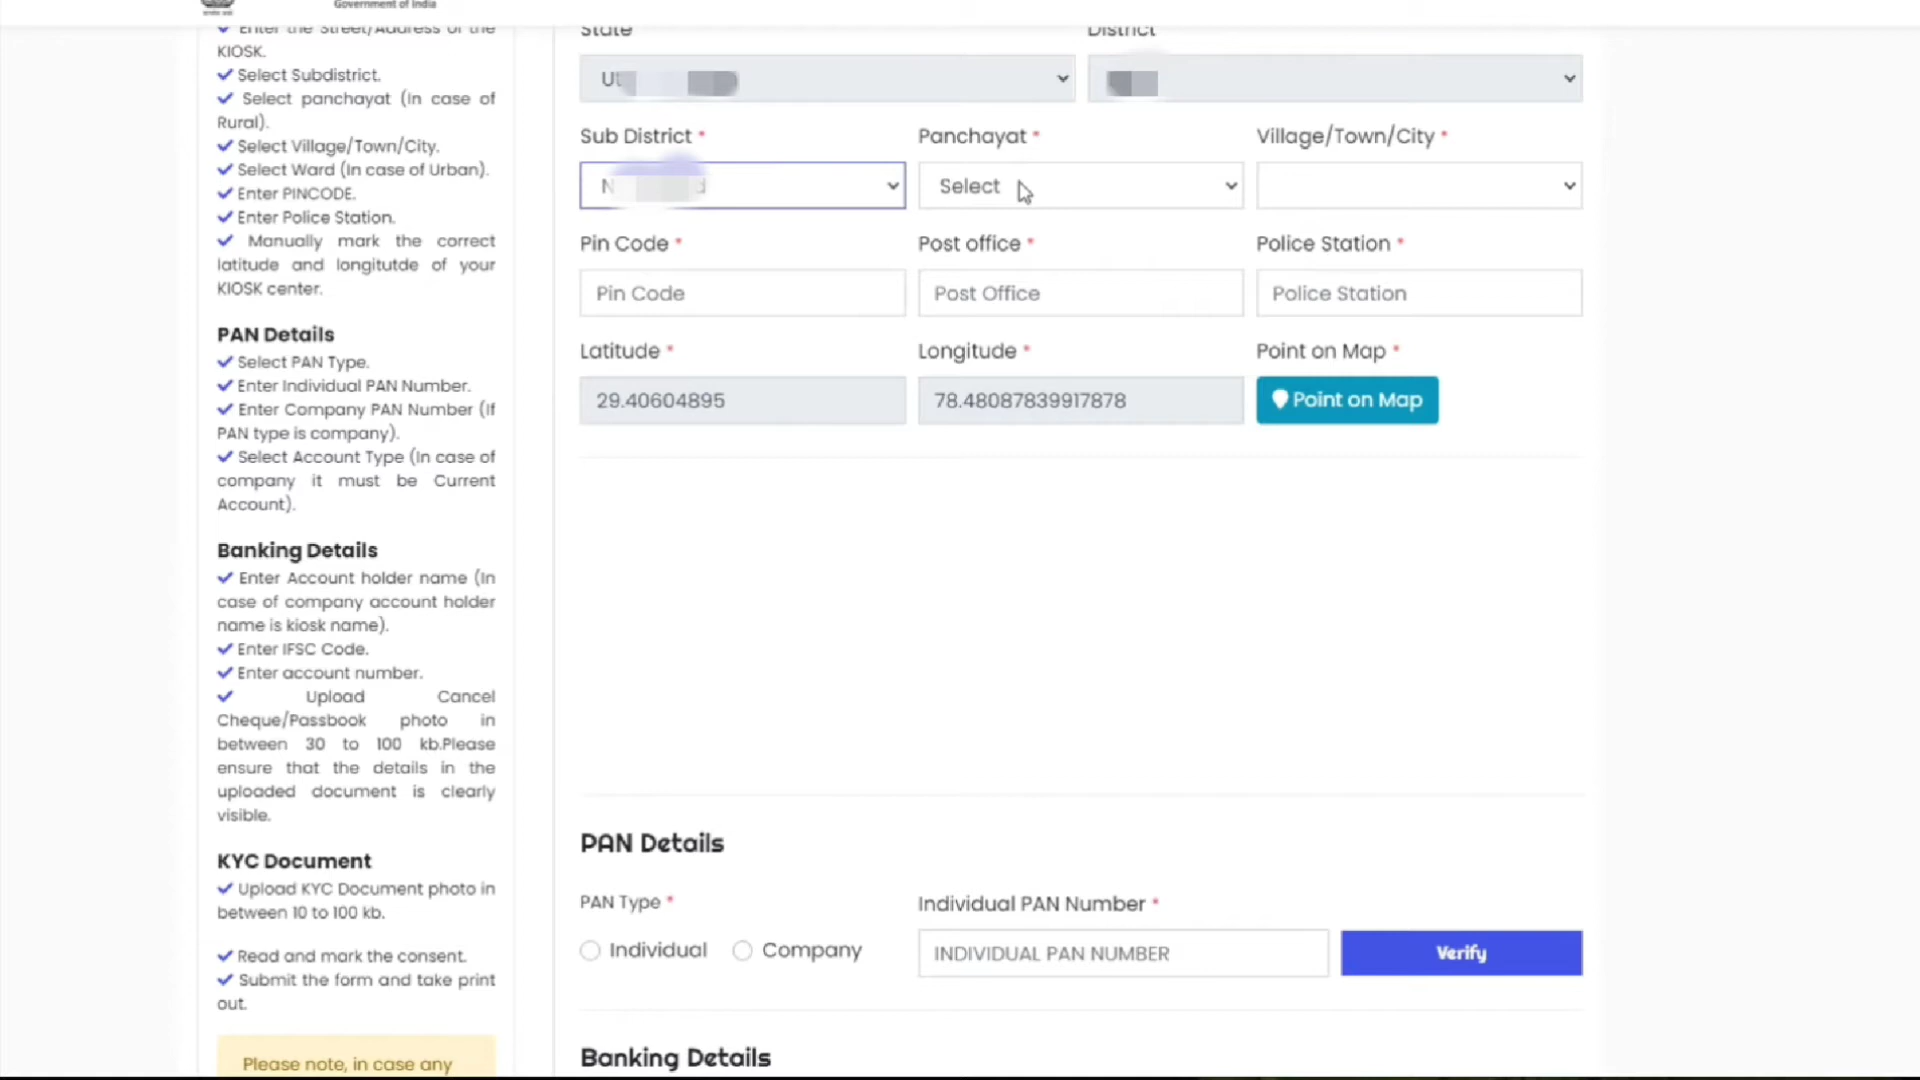 Government of India
Enter the Street/Address of the
KIOSK.
Select Subdistrict.
Select panchayat (In case of
Rural).
Select Village/Town/City.
Select Ward (In case of Urban).
Enter PINCODE.
Enter Police Station.
Manually mark the correct
latitude and longitutde of your
KIOSK center.
PAN Details
Select PAN Type.
Enter Individual PAN Number.
Enter Company PAN Number (If
PAN type is company).
Select Account Type (In case of
company it must be Current
Account).
Banking Details
Enter Account holder name (In
case of company account holder
name is kiosk name).
Enter IFSC Code.
Enter account number.
Upload Cancel
Cheque/Passbook photo in
between 30 to 100 kb.Please
ensure that the details in the
uploaded document is clearly
visible.
KYC Document
Upload KYC Document photo in
between 10 to 100 kb.
Read and mark the consent.
Submit the form and take print
out.
Please note, in case any
State District
Sub District * Panchayat * Village/Town/City *
Select
Pin Code * Post office * Police Station *
Pin Code Post Office Police Station
Latitude * Longitude * Point on Map *
29.40604895 78.48087839917878 Point on Map
PAN Details
PAN Type * Individual PAN Number *
Individual Company INDIVIDUAL PAN NUMBER Verify
Banking Details